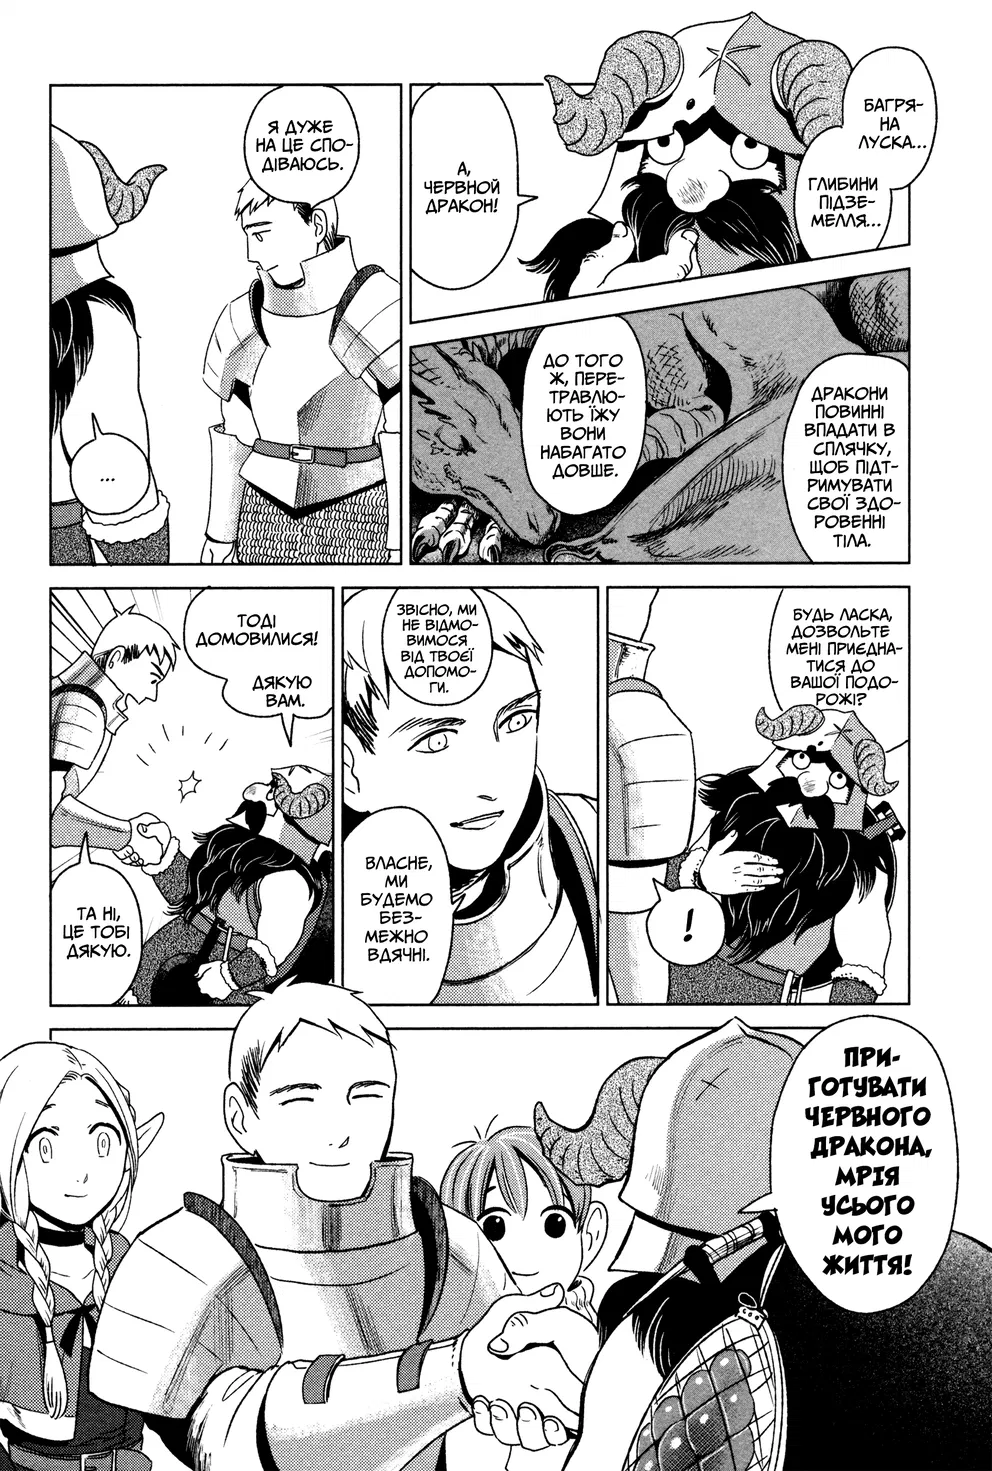 БАГРЯ-
НА
ЛУСКА...
ГЛИБИНИ
ПІДЗЕ-
МЕЛЛЯ...
А,
ЧЕРВНОЙ
ДРАКОН!
ДРАКОНИ
ПОВИННІ
ВПАДАТИ В
СПЛЯЧКУ,
ЩОБ ПІДТ-
РИМУВАТИ
СВОЇ ЗДО-
РОВЕННІ
ТІЛА.
ДО ТОГО
Ж, ПЕРЕ-
ТРАВЛЮ-
ЮТЬ ЇЖУ
ВОНИ
НАБАГАТО
ДОВШЕ.
Я ДУЖЕ
НА ЦЕ СПО-
ДІВАЮСЬ.
...
БУДЬ ЛАСКА,
ДОЗВОЛЬТЕ
МЕНІ ПРИЄДНА-
ТИСЯ ДО
ВАШОЇ ПОДО-
РОЖІ?
!
ЗВІСНО, МИ
НЕ ВІДМО-
ВИМОСЯ
ВІД ТВОЄЇ
ДОПОМО-
ГИ.
ВЛАСНЕ,
МИ
БУДЕМО
БЕЗ-
МЕЖНО
ВДЯЧНІ.
ТОДІ
ДОМОВИЛИСЯ!
ДЯКУЮ
ВАМ.
ТА НІ,
ЦЕ ТОБІ
ДЯКУЮ.
ПРИ-
ГОТУВАТИ
ЧЕРВНОГО
ДРАКОНА,
МРІЯ
УСЬОГО
МОГО
ЖИТТЯ!